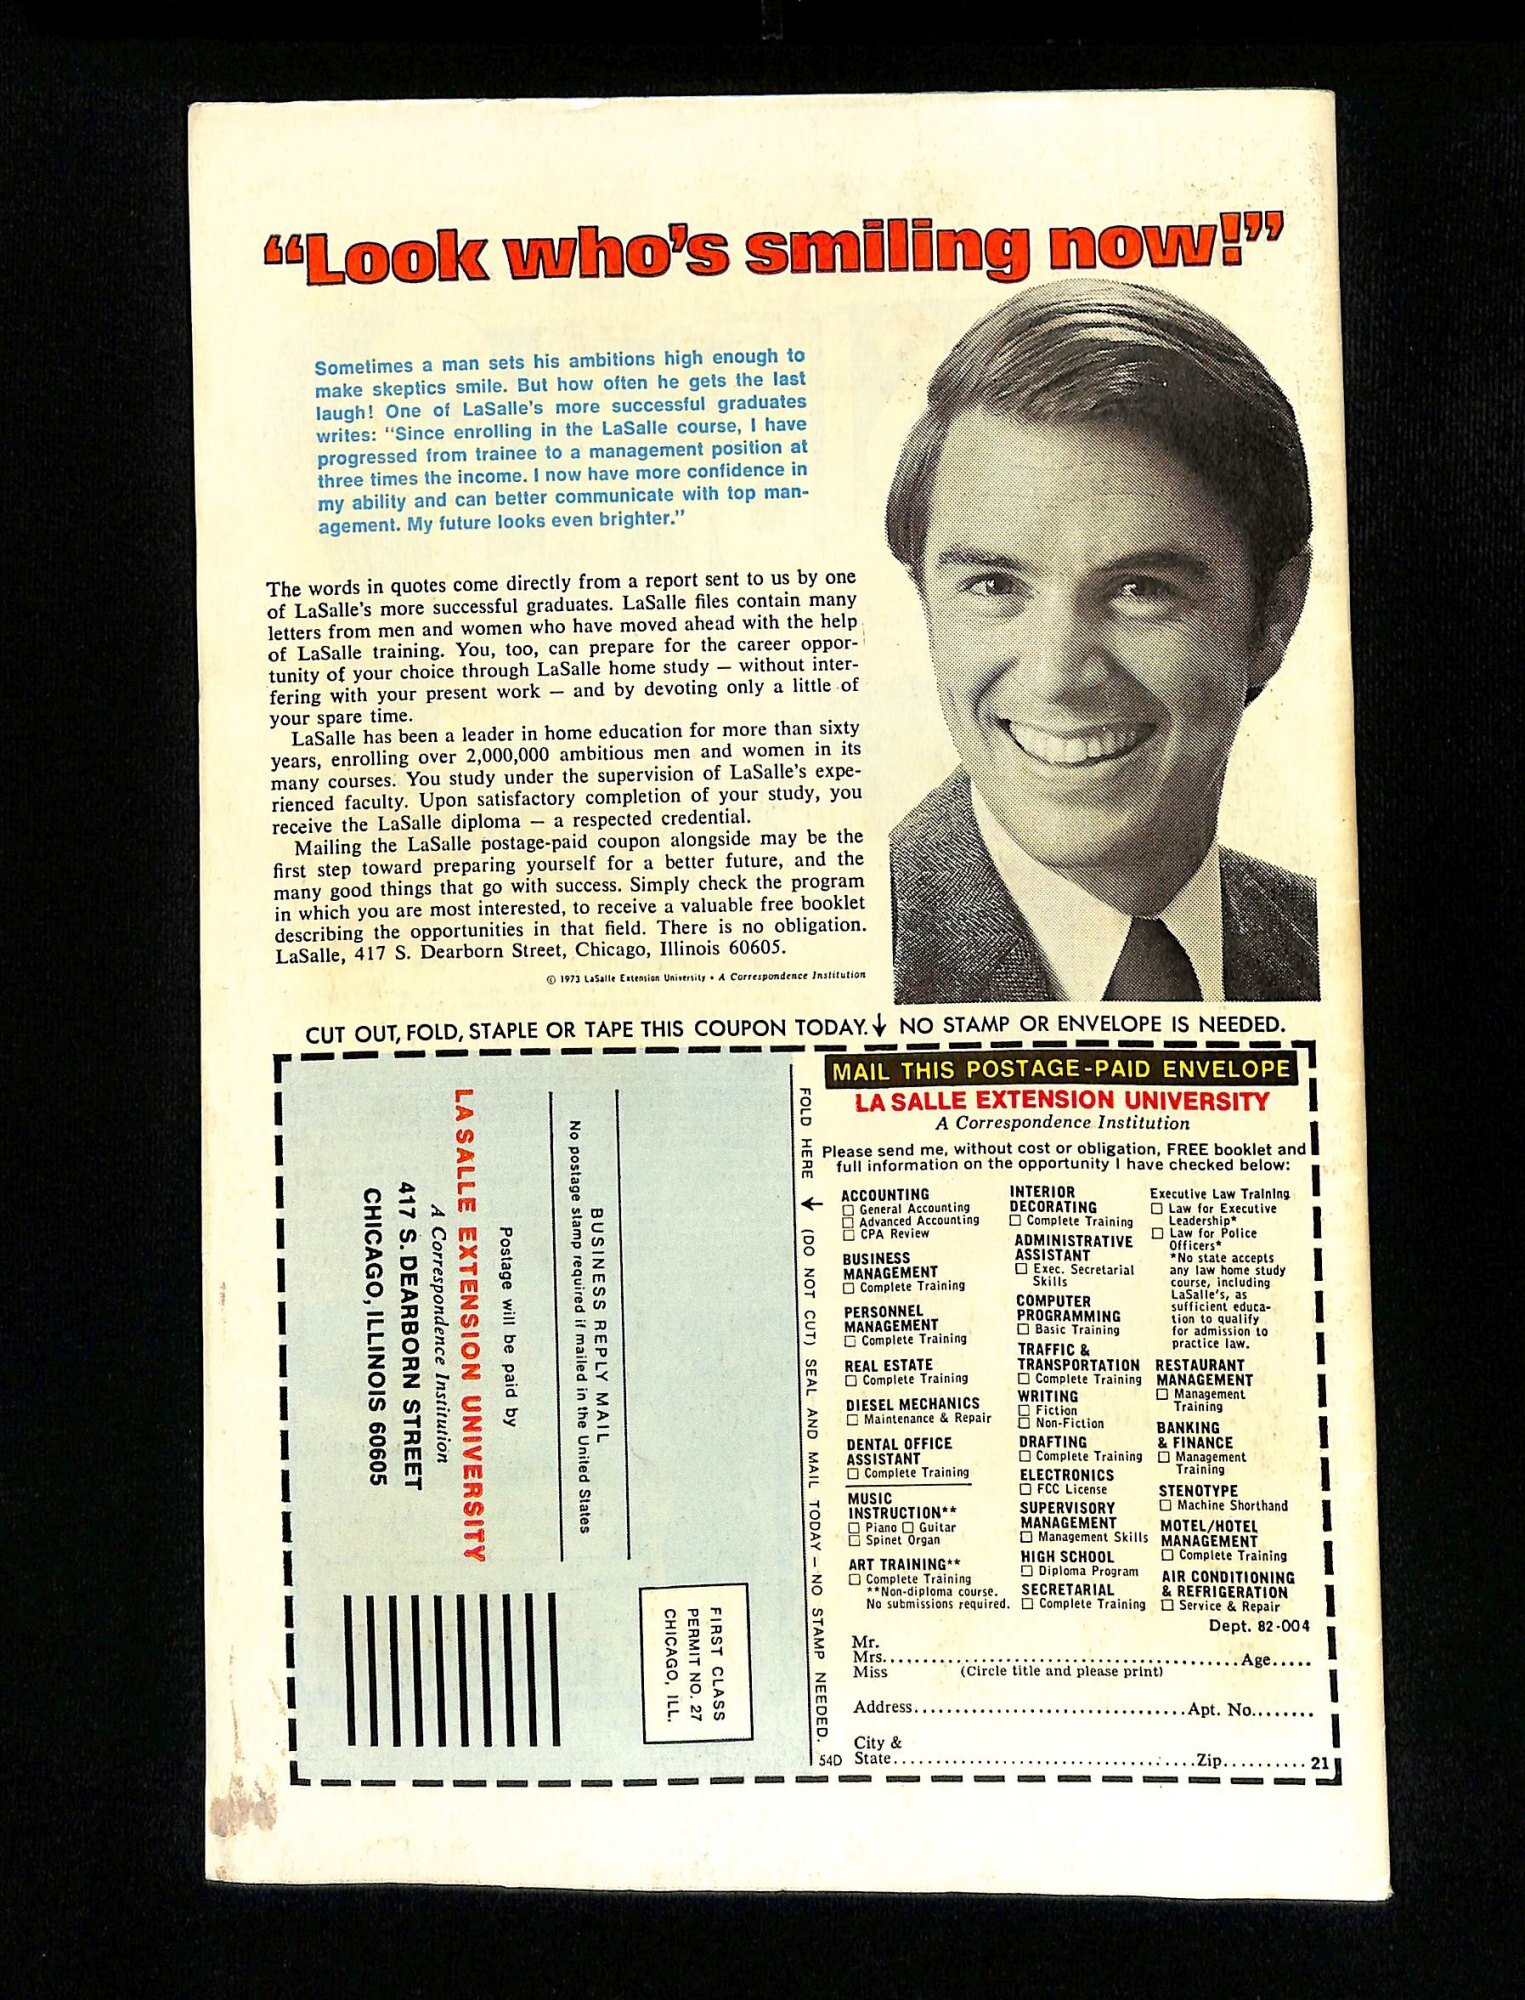 “Look who's smiling now!”
Sometimes a man sets his ambitions high enough to
make skeptics smile. But how often he gets the last
laugh! One of LaSalle's more successful graduates
writes: “Since enrolling in the LaSalle course, I have
progressed from trainee to a management position at
three times the income. I now have more confidence in
my ability and can better communicate with top man-
agement. My future looks even brighter.”
The words in quotes come directly from a report sent to us by one
of LaSalle's more successful graduates. LaSalle files contain many
letters from men and women who have moved ahead with the help
of LaSalle training. You, too, can prepare for the career oppor-
tunity of your choice through LaSalle home study — without inter-
fering with your present work — and by devoting only a little of
your spare time.
LaSalle has been a leader in home education for more than sixty
years, enrolling over 2,000,000 ambitious men and women in its
many courses. You study under the supervision of LaSalle's expe-
rienced faculty. Upon satisfactory completion of your study, you
receive the LaSalle diploma — a respected credential.
Mailing the LaSalle postage-paid coupon alongside may be the
first step toward preparing yourself for a better future, and the
many good things that go with success. Simply check the program
in which you are most interested, to receive a valuable free booklet
describing the opportunities in that field. There is no obligation.
LaSalle, 417 S. Dearborn Street, Chicago, Illinois 60605.
© 1973 LaSalle Extension University • A Correspondence Institution
CUT OUT, FOLD, STAPLE OR TAPE THIS COUPON TODAY. ↓ NO STAMP OR ENVELOPE IS NEEDED.
FIRST CLASS
PERMIT NO. 27
CHICAGO, ILL.
BUSINESS REPLY MAIL
No postage stamp required if mailed in the United States
Postage will be paid by
LA SALLE EXTENSION UNIVERSITY
A Correspondence Institution
417 S. DEARBORN STREET
CHICAGO, ILLINOIS 60605
FOLD HERE → (DO NOT CUT) SEAL AND MAIL TODAY — NO STAMP NEEDED.
MAIL THIS POSTAGE-PAID ENVELOPE
LA SALLE EXTENSION UNIVERSITY
A Correspondence Institution
Please send me, without cost or obligation, FREE booklet and
full information on the opportunity I have checked below:
ACCOUNTING
☐ General Accounting
☐ Advanced Accounting
☐ CPA Review
BUSINESS
MANAGEMENT
☐ Complete Training
PERSONNEL
MANAGEMENT
☐ Complete Training
REAL ESTATE
☐ Complete Training
DIESEL MECHANICS
☐ Maintenance & Repair
DENTAL OFFICE
ASSISTANT
☐ Complete Training
MUSIC
INSTRUCTION**
☐ Piano ☐ Guitar
☐ Spinet Organ
ART TRAINING**
☐ Complete Training
**Non-diploma course.
No submissions required.
INTERIOR
DECORATING
☐ Complete Training
ADMINISTRATIVE
ASSISTANT
☐ Exec. Secretarial
Skills
COMPUTER
PROGRAMMING
☐ Basic Training
TRAFFIC &
TRANSPORTATION
☐ Complete Training
WRITING
☐ Fiction
☐ Non-Fiction
DRAFTING
☐ Complete Training
ELECTRONICS
☐ FCC License
SUPERVISORY
MANAGEMENT
☐ Management Skills
HIGH SCHOOL
☐ Diploma Program
SECRETARIAL
☐ Complete Training
Executive Law Training
☐ Law for Executive
Leadership*
☐ Law for Police
Officers*
*No state accepts
any law home study
course, including
LaSalle's, as
sufficient educa-
tion to qualify
for admission to
practice law.
RESTAURANT
MANAGEMENT
☐ Management
Training
BANKING
& FINANCE
☐ Management
Training
STENOTYPE
☐ Machine Shorthand
MOTEL/HOTEL
MANAGEMENT
☐ Complete Training
AIR CONDITIONING
& REFRIGERATION
☐ Service & Repair
Dept. 82-004
Mr.
Mrs.......................................Age.....
Miss (Circle title and please print)
Address................................Apt. No........
City &
54D State....................................Zip.......... 21